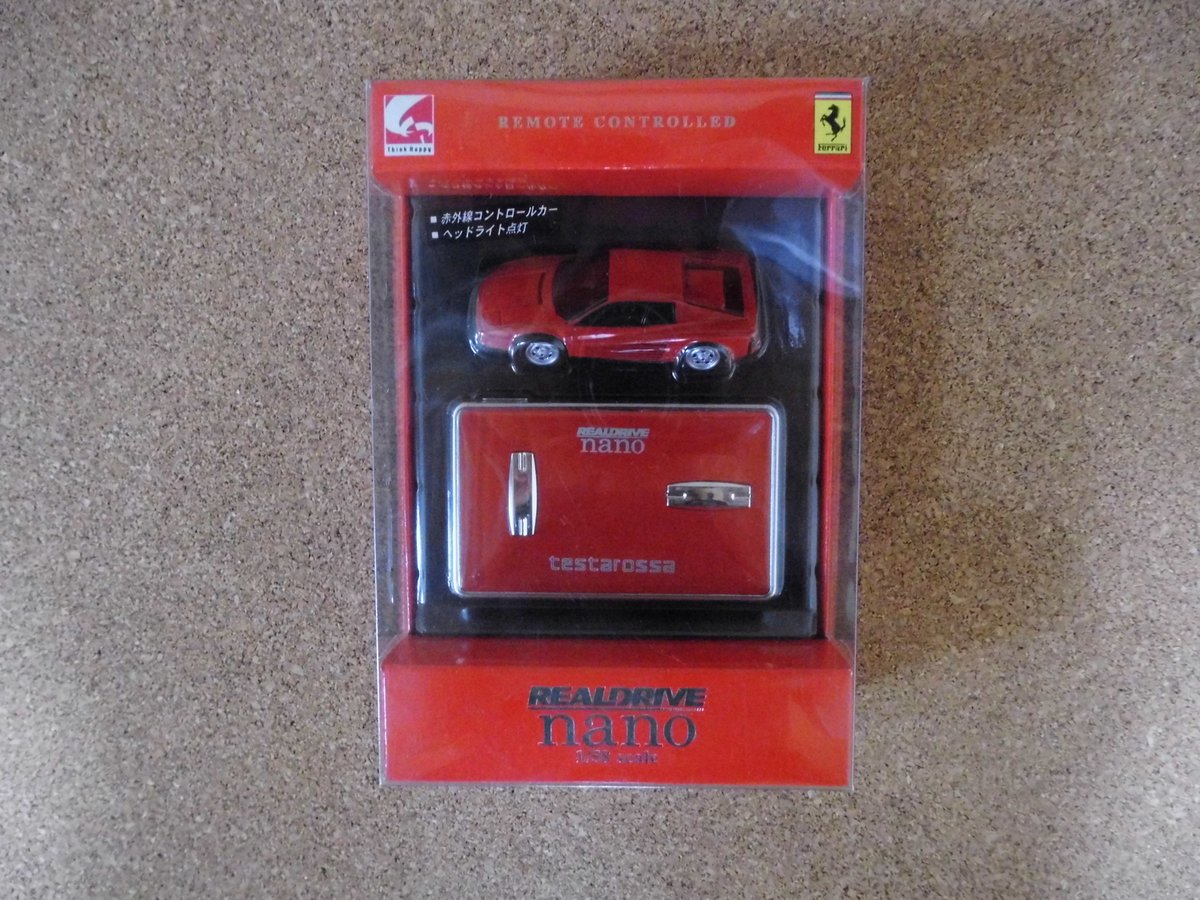 REMOTE CONTROLLED
Think Happy
Ferrari
■ 赤外線コントロールカー
■ ヘッドライト点灯
REALDRIVE
nano
testarossa
REALDRIVE
nano
scale